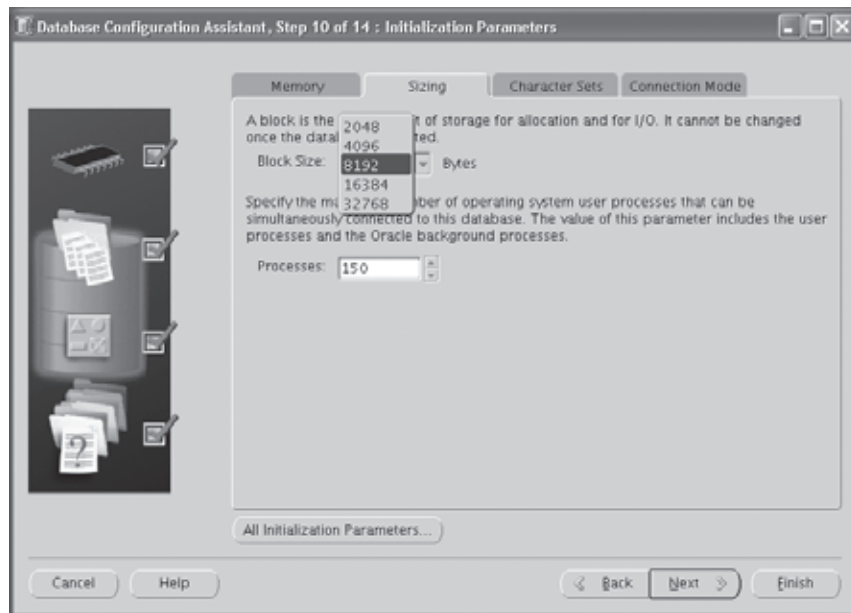 Database Configuration Assistant, Step 10 of 14 : Initialization Parameters
Memory
Sizing
Character Sets
Connection Mode
A block is the t of storage for allocation and for I/O. It cannot be changed
once the datab ted.
2048
4096
Block Size: 8192 Bytes
16384
32768
Specify the ma ber of operating system user processes that can be
simultaneously connected to this database. The value of this parameter includes the user
processes and the Oracle background processes.
Processes: 150
All Initialization Parameters...
?
Cancel
Help
Back
Next
Finish